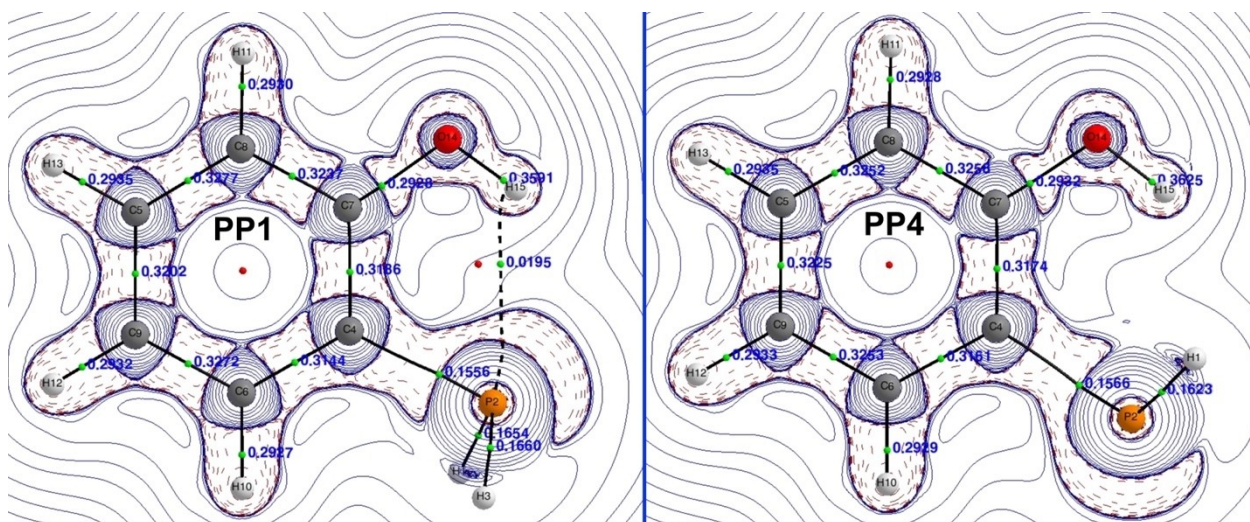 H11
0.2930
C8
O14
H13
0.2935
0.3277
0.3237
0.2928
0.3591
H15
C5
C7
PP1
0.3202
0.3186
0.0195
C9
C4
0.2932
0.3272
0.3144
0.1556
H12
C6
P2
0.1654
0.1660
0.2927
H
H3
H10
H11
0.2928
C8
O14
H13
0.2935
0.3252
0.3258
0.2932
0.3625
H15
C5
C7
PP4
0.3225
0.3174
C9
C4
H1
0.2933
0.3253
0.3161
0.1566
0.1623
H12
C6
P2
0.2929
H10